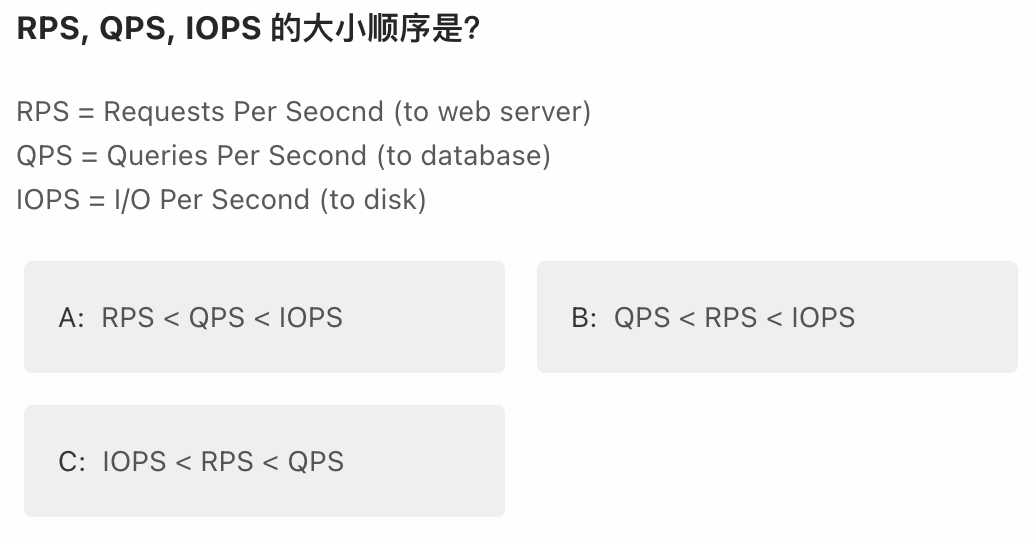 RPS, QPS, IOPS 的大小顺序是?
RPS = Requests Per Seocnd (to web server)
QPS = Queries Per Second (to database)
IOPS = I/O Per Second (to disk)
A: RPS < QPS < IOPS
B: QPS < RPS < IOPS
C: IOPS < RPS < QPS